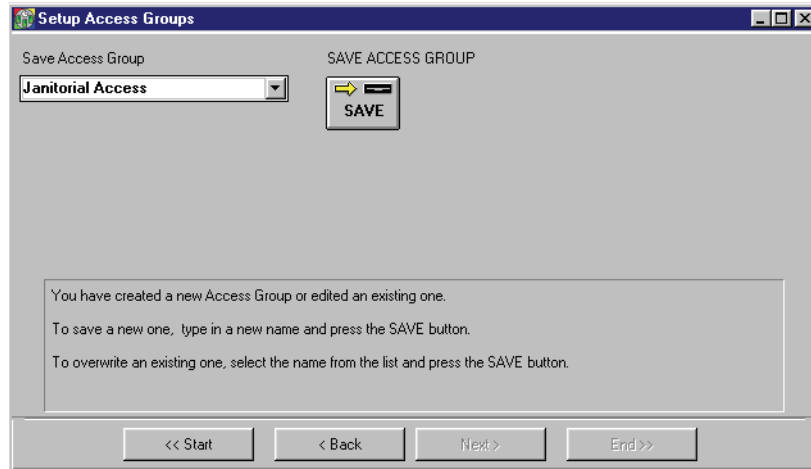 Setup Access Groups
Save Access Group
SAVE ACCESS GROUP
Janitorial Access
SAVE
You have created a new Access Group or edited an existing one.
To save a new one, type in a new name and press the SAVE button.
To overwrite an existing one, select the name from the list and press the SAVE button.
<< Start
< Back
Next >
End >>